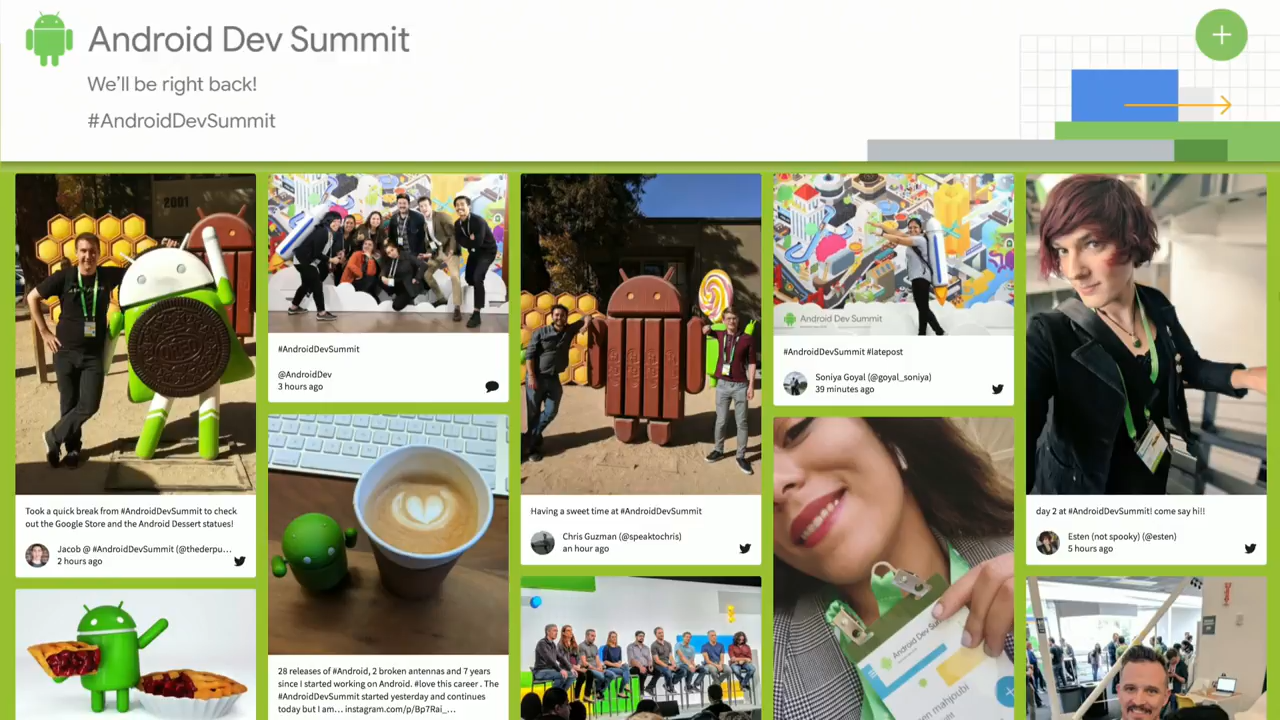 Android Dev Summit
We'll be right back!
#AndroidDevSummit
2001
Took a quick break from #AndroidDevSummit to check
out the Google Store and the Android Dessert statues!
Jacob @ #AndroidDevSummit (@thederpu...
2 hours ago
#AndroidDevSummit
@AndroidDev
3 hours ago
28 releases of #Android, 2 broken antennas and 7 years
since I started working on Android. #love this career . The
#AndroidDevSummit started yesterday and continues
today but I am... instagram.com/p/Bp7Rai_...
Having a sweet time at #AndroidDevSummit
Chris Guzman (@speaktochris)
an hour ago
Android Dev Summit
#AndroidDevSummit #latepost
Soniya Goyal (@goyal_soniya)
39 minutes ago
Android Dev Su
mahjoubi
day 2 at #AndroidDevSummit! come say hi!!
Esten (not spooky) (@esten)
5 hours ago